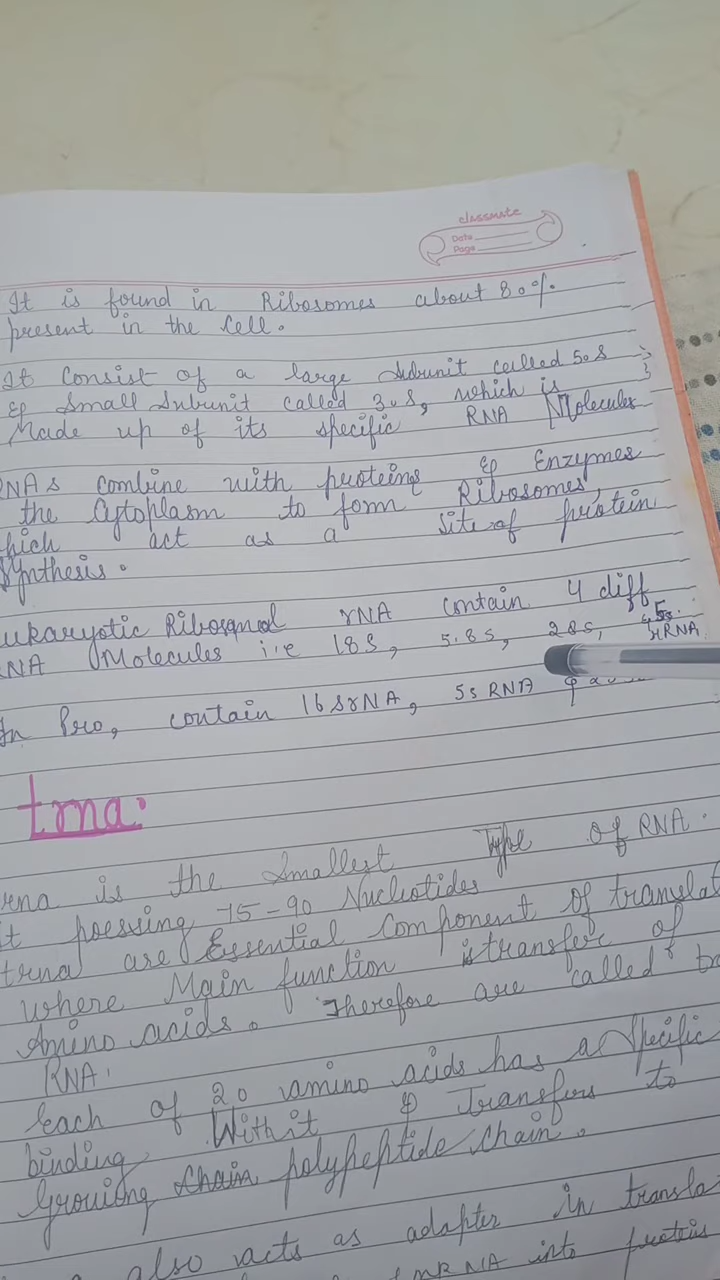 classmate
Date
Page
It is found in Ribosomes about 80%
present in the Cell.
It Consist of a large Subunit called 50S
& Small Subunit called 30S, which is
Made up of its specific RNA Molecules
RNAs combine with proteins & Enzymes
the Cytoplasm to form Ribosomes,
which act as a Site of protein
Synthesis.
Eukaryotic Ribosomal rRNA contain 4 diff
RNA Molecules i.e 18S, 5.8S, 28S, 5S rRNA
In Pro, contain 16SrNA, 5s RNA &
trna:
trna is the Smallest Type of RNA.
it poessing 75-90 Nucleotides
trna are Essential Component of translat
where Main function is transfer of
Amino acids. Therefore are called
RNA.
Each of 20 amino acids has a Specific
binding With it & Transfers to
Growing Chain polypeptide chain.
also acts as adapter in transla
mRNA into proteins